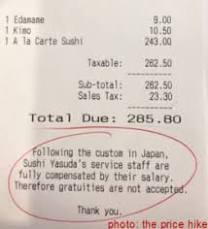 1 Edamame 9.00
1 Kimo 10.50
1 A la Carte Sushi 243.00
Taxable: 262.50
Sub-total: 262.50
Sales Tax: 23.30
Total Due: 285.80
Following the custom in Japan,
Sushi Yasuda's service staff are
fully compensated by their salary.
Therefore gratuities are not accepted.
Thank you.
photo: the price hike